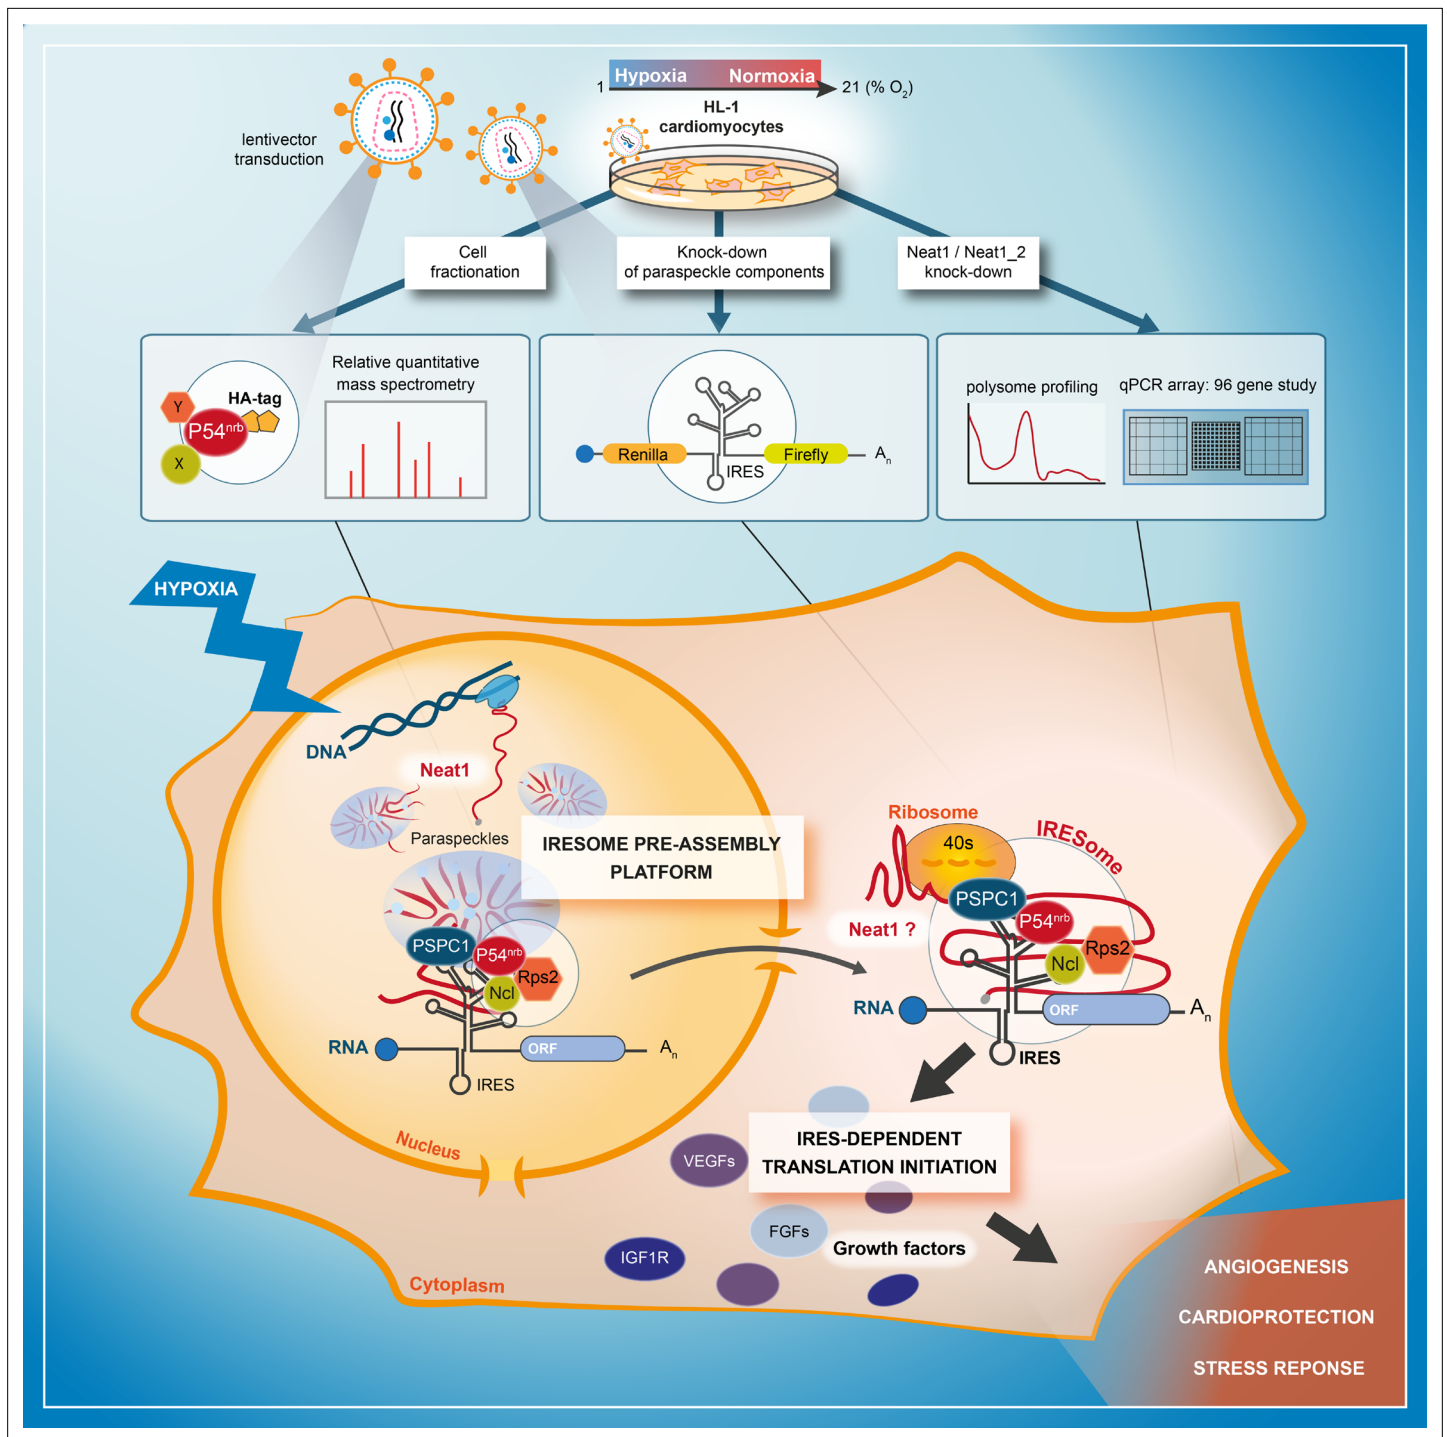 Hypoxia Normoxia
1 21 (% O2)
HL-1
cardiomyocytes
lentivector
transduction
Cell
fractionation
Knock-down
of paraspeckle components
Neat1 / Neat1_2
knock-down
Relative quantitative
mass spectrometry
HA-tag
Y
P54nrb
X
Renilla
IRES
Firefly
An
polysome profiling
qPCR array: 96 gene study
HYPOXIA
DNA
Neat1
Paraspeckles
IRESOME PRE-ASSEMBLY
PLATFORM
PSPC1
P54nrb
Rps2
Ncl
RNA
ORF
An
IRES
Nucleus
Ribosome
40s
IRESome
PSPC1
P54nrb
Neat1 ?
Rps2
Ncl
RNA
ORF
An
IRES
IRES-DEPENDENT
TRANSLATION INITIATION
VEGFs
FGFs
IGF1R
Growth factors
Cytoplasm
ANGIOGENESIS
CARDIOPROTECTION
STRESS REPONSE